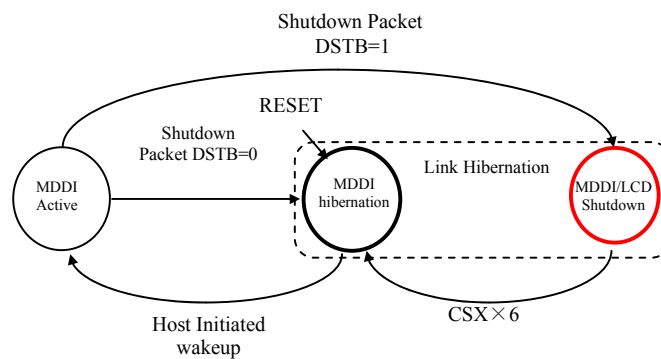 Shutdown Packet
DSTB=1
RESET
Shutdown
Packet DSTB=0
Link Hibernation
MDDI
Active
MDDI
hibernation
MDDI/LCD
Shutdown
Host Initiated
wakeup
CSX×6